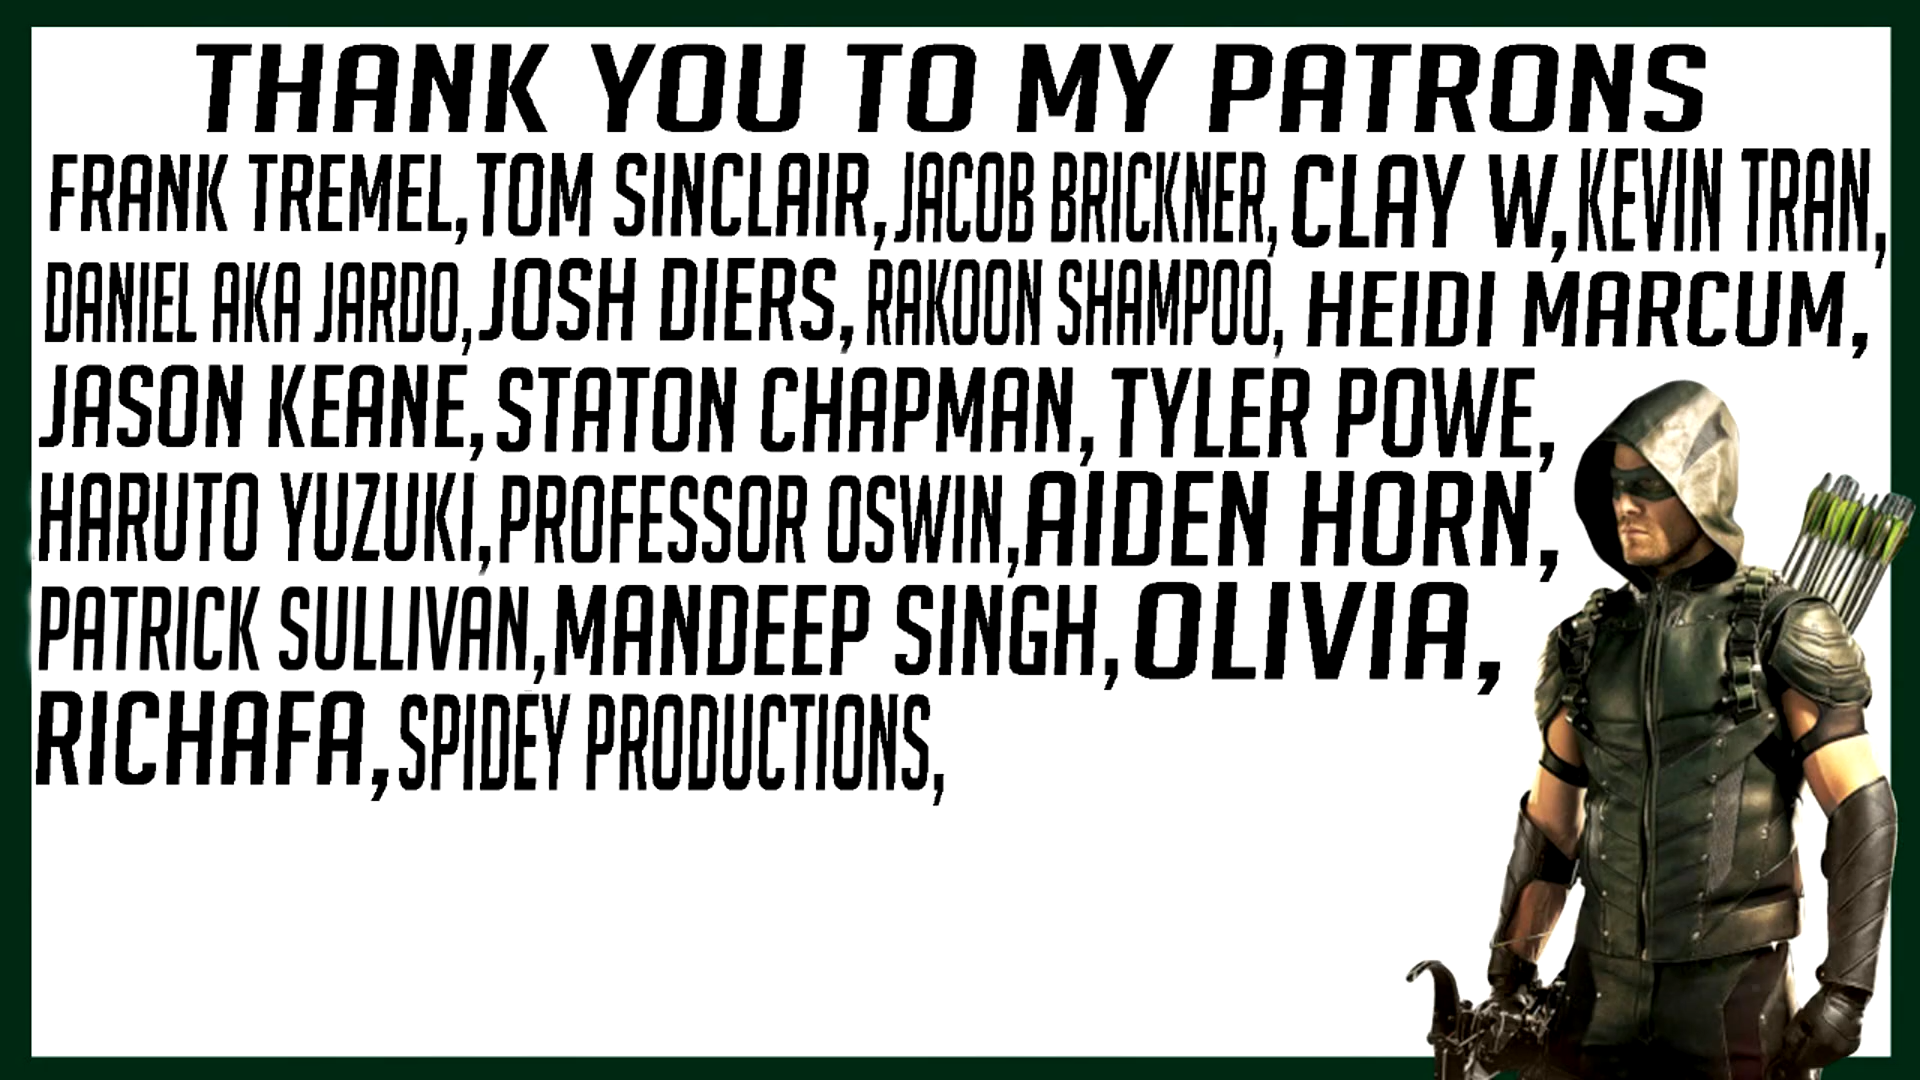 THANK YOU TO MY PATRONS
FRANK TREMEL, TOM SINCLAIR, JACOB BRICKNER, CLAY W, KEVIN TRAN,
DANIEL AKA JARDO, JOSH DIERS, RAKOON SHAMPOO, HEIDI MARCUM,
JASON KEANE, STATON CHAPMAN, TYLER POWE,
HARUTO YUZUKI, PROFESSOR OSWIN, AIDEN HORN,
PATRICK SULLIVAN, MANDEEP SINGH, OLIVIA,
RICHAFA, SPIDEY PRODUCTIONS,